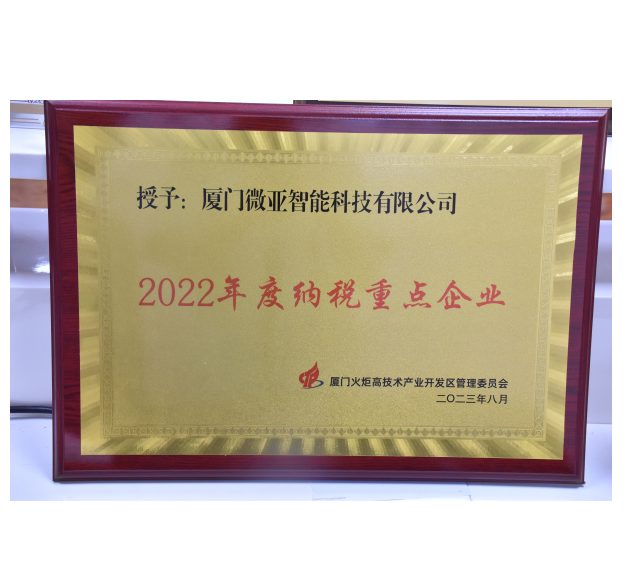 授予：厦门微亚智能科技有限公司
2022年度纳税重点企业
厦门火炬高技术产业开发区管理委员会
二〇二三年八月